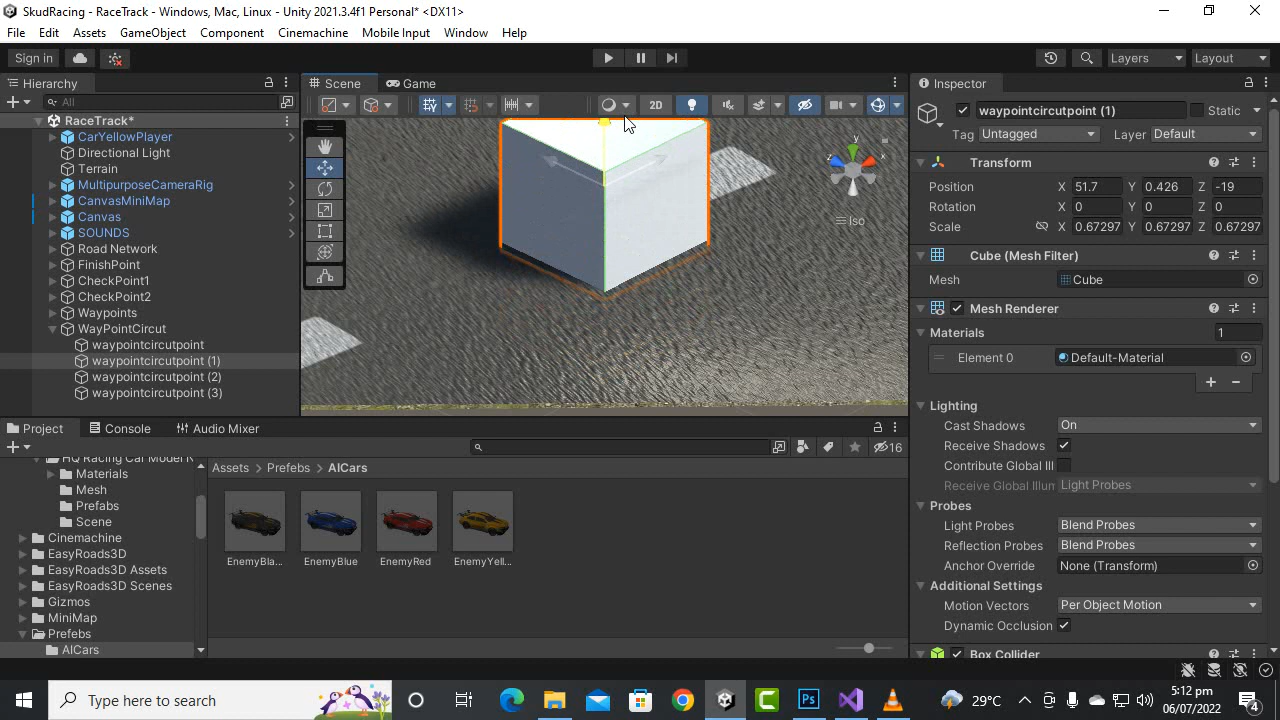 SkudRacing - RaceTrack - Windows, Mac, Linux - Unity 2021.3.4f1 Personal* <DX11>
File Edit Assets GameObject Component Cinemachine Mobile Input Window Help
Sign in Layers Layout
Hierarchy Scene Game Inspector
All 2D waypointcircutpoint (1) Static
Tag Untagged Layer Default
RaceTrack*
CarYellowPlayer
Directional Light
Terrain
MultipurposeCameraRig
CanvasMiniMap
Canvas
SOUNDS
Road Network
FinishPoint
CheckPoint1
CheckPoint2
Waypoints
WayPointCircut
waypointcircutpoint
waypointcircutpoint (1)
waypointcircutpoint (2)
waypointcircutpoint (3)
y
x
z
Iso
Transform
Position X 51.7 Y 0.426 Z -19
Rotation X 0 Y 0 Z 0
Scale X 0.67297 Y 0.67297 Z 0.67297
Cube (Mesh Filter)
Mesh Cube
Mesh Renderer
Materials 1
Element 0 Default-Material
Lighting
Cast Shadows On
Receive Shadows
Contribute Global Ill
Receive Global Illum Light Probes
Probes
Light Probes Blend Probes
Reflection Probes Blend Probes
Anchor Override None (Transform)
Additional Settings
Motion Vectors Per Object Motion
Dynamic Occlusion
Box Collider
Project Console Audio Mixer
16
Assets > Prefebs > AICars
HQ Racing Car Model
Materials
Mesh
Prefabs
Scene
Cinemachine
EasyRoads3D
EasyRoads3D Assets
EasyRoads3D Scenes
Gizmos
MiniMap
Prefebs
AICars
EnemyBla... EnemyBlue EnemyRed EnemyYell...
Type here to search
29°C
5:12 pm
06/07/2022
4